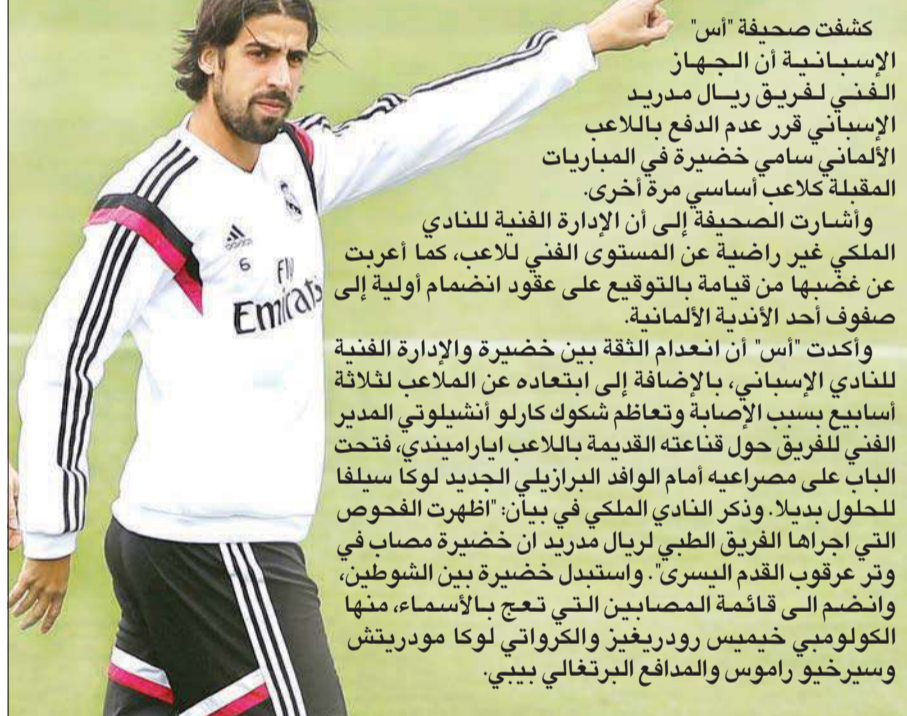 كشفت صحيفة "أس"
الإسبانية أن الجهاز
الفني لفريق ريال مدريد
الإسباني قرر عدم الدفع باللاعب
الألماني سامي خضيرة في المباريات
المقبلة كلاعب أساسي مرة أخرى.
وأشارت الصحيفة إلى أن الإدارة الفنية للنادي
الملكي غير راضية عن المستوى الفني للاعب، كما أعربت
عن غضبها من قيامة بالتوقيع على عقود انضمام أولية إلى
صفوف أحد الأندية الألمانية.
وأكدت "أس" أن انعدام الثقة بين خضيرة والإدارة الفنية
للنادي الإسباني، بالإضافة إلى ابتعاده عن الملاعب لثلاثة
أسابيع بسبب الإصابة وتعاظم شكوك كارلو أنشيلوتي المدير
الفني للفريق حول قناعته القديمة باللاعب اياراميندي، فتحت
الباب على مصراعيه أمام الوافد البرازيلي الجديد لوكا سيلفا
للحلول بديلا. وذكر النادي الملكي في بيان: "اظهرت الفحوص
التي اجراها الفريق الطبي لريال مدريد ان خضيرة مصاب في
وتر عرقوب القدم اليسرى". واستبدل خضيرة بين الشوطين،
وانضم الى قائمة المصابين التي تعج بالأسماء، منها
الكولومبي خيميس رودريغيز والكرواتي لوكا مودريتش
وسيرخيو راموس والمدافع البرتغالي بيبي.
adidas
6
Fly
Emirates